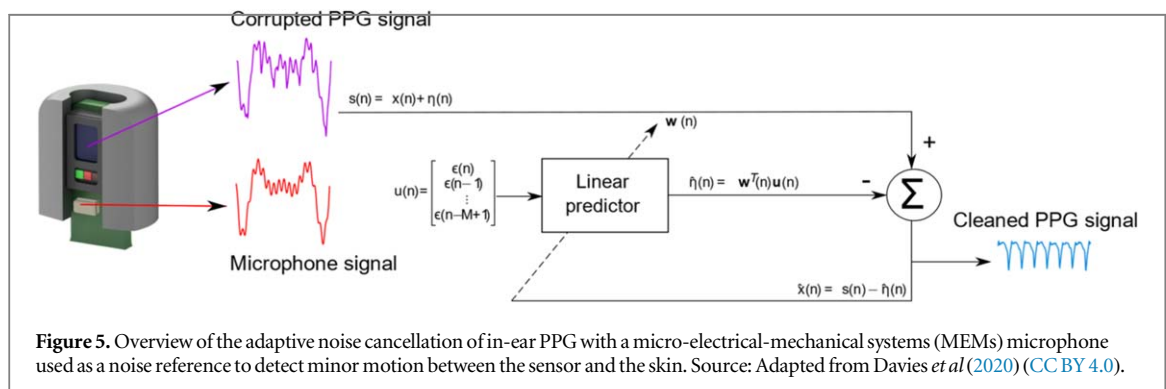 Corrupted PPG signal
s(n) = x(n)+ η(n)
w (n)
+
u(n)=
ϵ(n)
ϵ(n-1)
⋮
ϵ(n-M+1)
Linear
predictor
η̂(n) = wᵀ(n)u(n)
-
Σ
Cleaned PPG signal
Microphone signal
x̂(n) = s(n) - η̂(n)
Figure 5. Overview of the adaptive noise cancellation of in-ear PPG with a micro-electrical-mechanical systems (MEMs) microphone
used as a noise reference to detect minor motion between the sensor and the skin. Source: Adapted from Davies et al (2020) (CC BY 4.0).